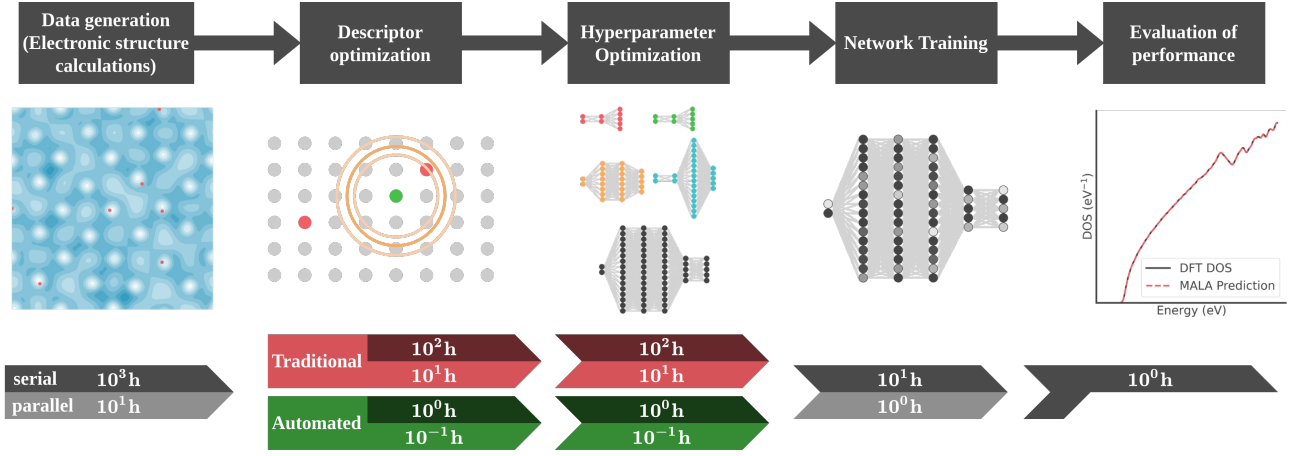 Data generation
(Electronic structure
calculations)
Descriptor
optimization
Hyperparameter
Optimization
Network Training
Evaluation of
performance
DOS (eV⁻¹)
DFT DOS
MALA Prediction
Energy (eV)
serial 10³h
parallel 10¹h
Traditional
10²h
10¹h
10²h
10¹h
Automated
10⁰h
10⁻¹h
10⁰h
10⁻¹h
10¹h
10⁰h
10⁰h